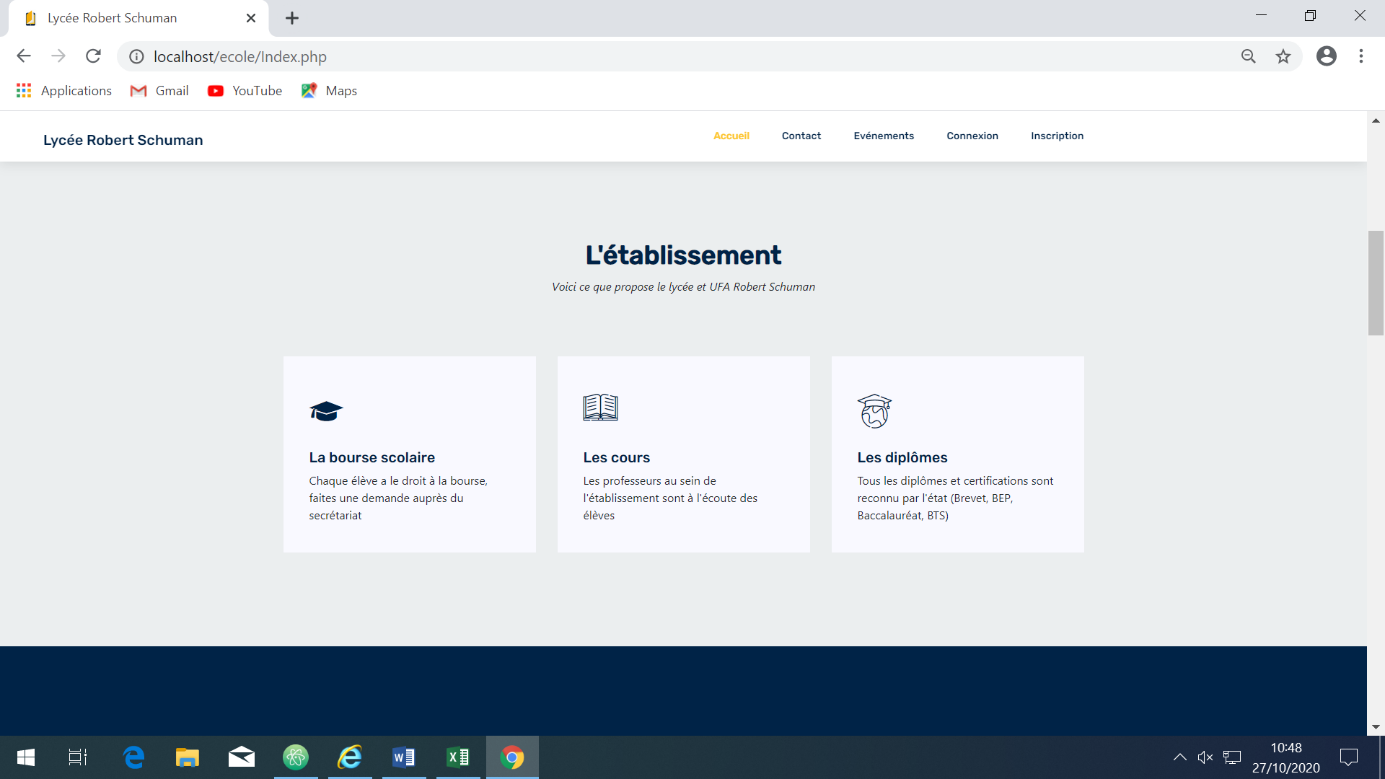 Lycée Robert Schuman
localhost/ecole/Index.php
Applications Gmail YouTube Maps
Lycée Robert Schuman Accueil Contact Evénements Connexion Inscription
L'établissement
Voici ce que propose le lycée et UFA Robert Schuman
La bourse scolaire
Chaque élève a le droit à la bourse,
faites une demande auprès du
secrétariat
Les cours
Les professeurs au sein de
l'établissement sont à l'écoute des
élèves
Les diplômes
Tous les diplômes et certifications sont
reconnu par l'état (Brevet, BEP,
Baccalauréat, BTS)
10:48
27/10/2020